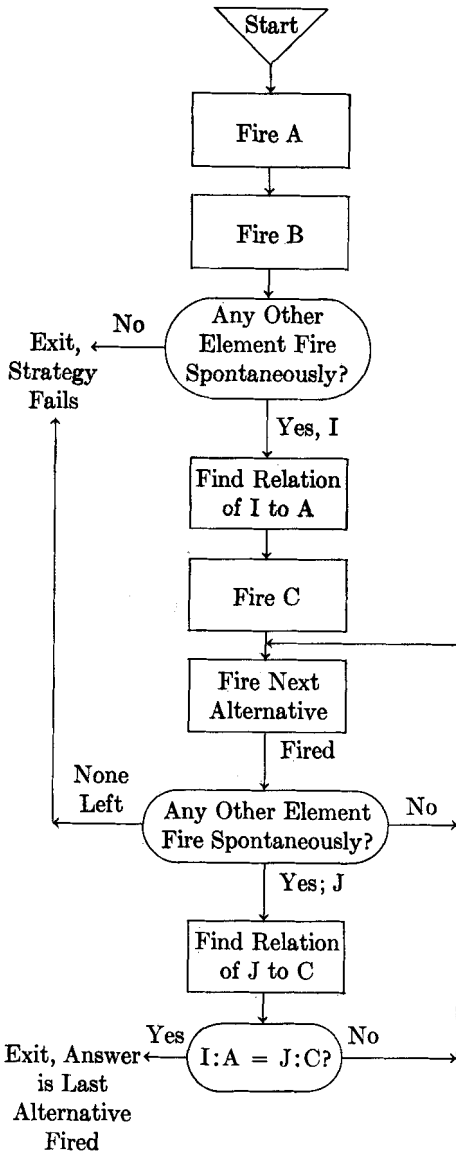 Start
Fire A
Fire B
Any Other
Element Fire
Spontaneously?
No
Exit,
Strategy
Fails
Yes, I
Find Relation
of I to A
Fire C
Fire Next
Alternative
Fired
None
Left
Any Other Element
Fire Spontaneously?
No
Yes; J
Find Relation
of J to C
Yes
I:A = J:C?
No
Exit, Answer
is Last
Alternative
Fired